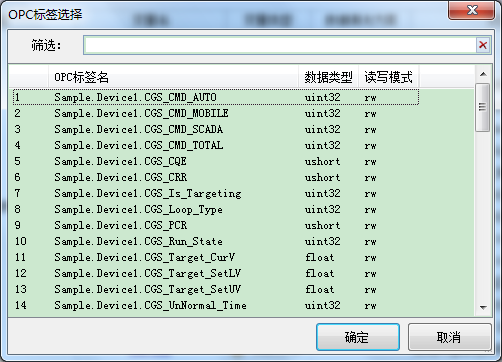 OPC标签选择
筛选：
OPC标签名 数据类型 读写模式
1 Sample.Device1.CGS_CMD_AUTO uint32 rw
2 Sample.Device1.CGS_CMD_MOBILE uint32 rw
3 Sample.Device1.CGS_CMD_SCADA uint32 rw
4 Sample.Device1.CGS_CMD_TOTAL uint32 rw
5 Sample.Device1.CGS_CQE ushort rw
6 Sample.Device1.CGS_CRR ushort rw
7 Sample.Device1.CGS_Is_Targeting uint32 rw
8 Sample.Device1.CGS_Loop_Type uint32 rw
9 Sample.Device1.CGS_PCR ushort rw
10 Sample.Device1.CGS_Run_State uint32 rw
11 Sample.Device1.CGS_Target_CurV float rw
12 Sample.Device1.CGS_Target_SetLV float rw
13 Sample.Device1.CGS_Target_SetUV float rw
14 Sample.Device1.CGS_UnNormal_Time uint32 rw
确定 取消